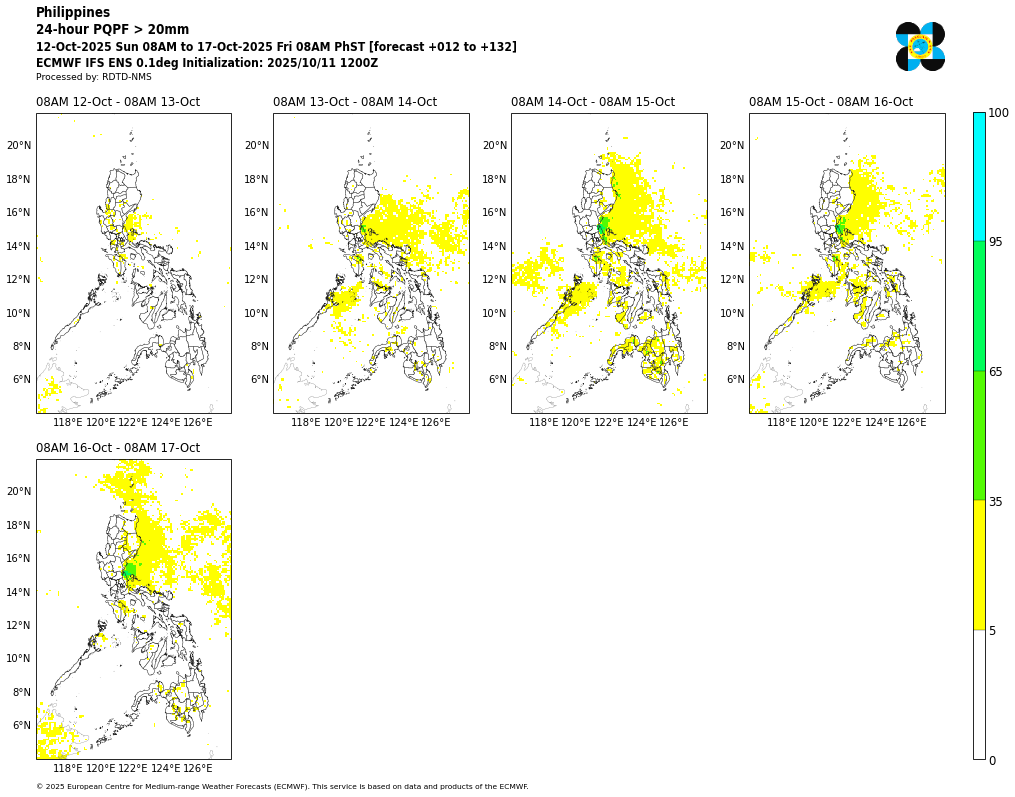 Philippines
24-hour PQPF > 20mm
12-Oct-2025 Sun 08AM to 17-Oct-2025 Fri 08AM PhST [forecast +012 to +132]
ECMWF IFS ENS 0.1deg Initialization: 2025/10/11 1200Z
Processed by: RDTD-NMS
08AM 12-Oct - 08AM 13-Oct
08AM 13-Oct - 08AM 14-Oct
08AM 14-Oct - 08AM 15-Oct
08AM 15-Oct - 08AM 16-Oct
20°N 20°N 20°N 20°N
18°N 18°N 18°N 18°N
16°N 16°N 16°N 16°N
14°N 14°N 14°N 14°N
12°N 12°N 12°N 12°N
10°N 10°N 10°N 10°N
8°N 8°N 8°N 8°N
6°N 6°N 6°N 6°N
118°E 120°E 122°E 124°E 126°E 118°E 120°E 122°E 124°E 126°E 118°E 120°E 122°E 124°E 126°E 118°E 120°E 122°E 124°E 126°E
100
95
65
35
5
0
08AM 16-Oct - 08AM 17-Oct
20°N
18°N
16°N
14°N
12°N
10°N
8°N
6°N
118°E 120°E 122°E 124°E 126°E
© 2025 European Centre for Medium-range Weather Forecasts (ECMWF). This service is based on data and products of the ECMWF.